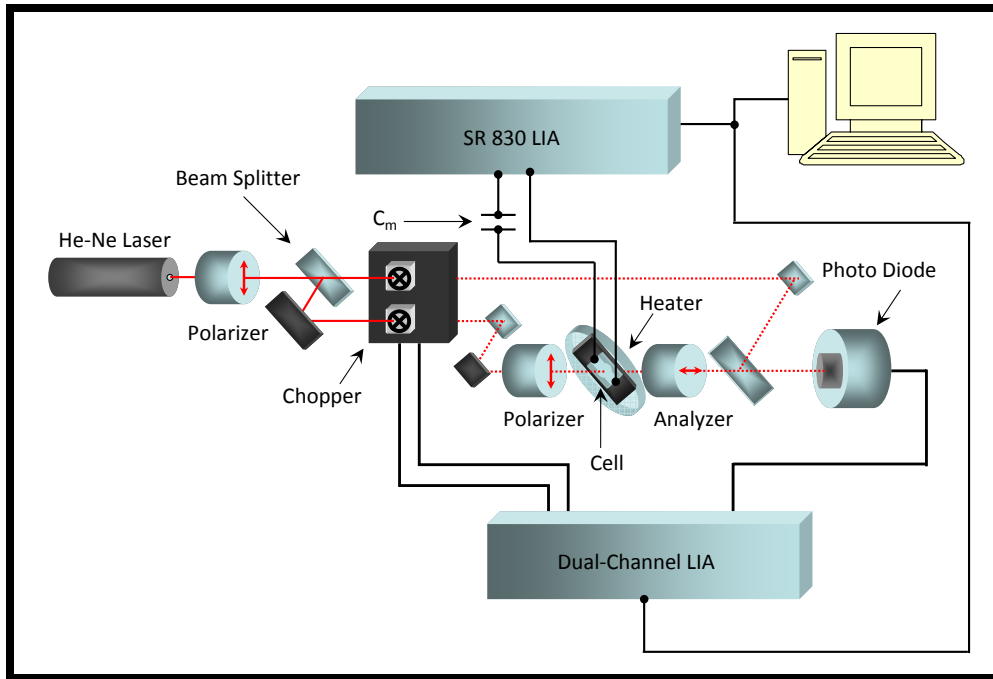 SR 830 LIA
Beam Splitter
Cm
He-Ne Laser
Photo Diode
Heater
Polarizer
Chopper
Polarizer
Analyzer
Cell
Dual-Channel LIA